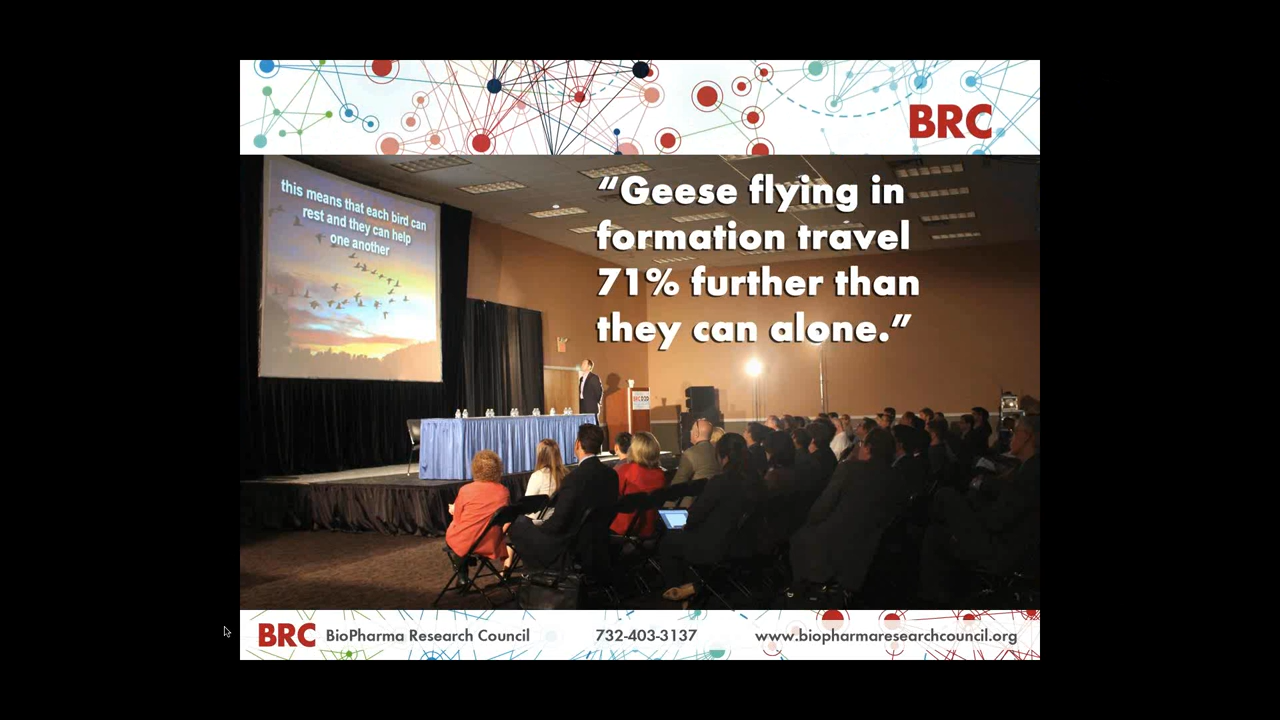 BRC
this means that each bird can
rest and they can help
one another
“Geese flying in
formation travel
71% further than
they can alone.”
BRC BioPharma Research Council 732-403-3137 www.biopharmaresearchcouncil.org